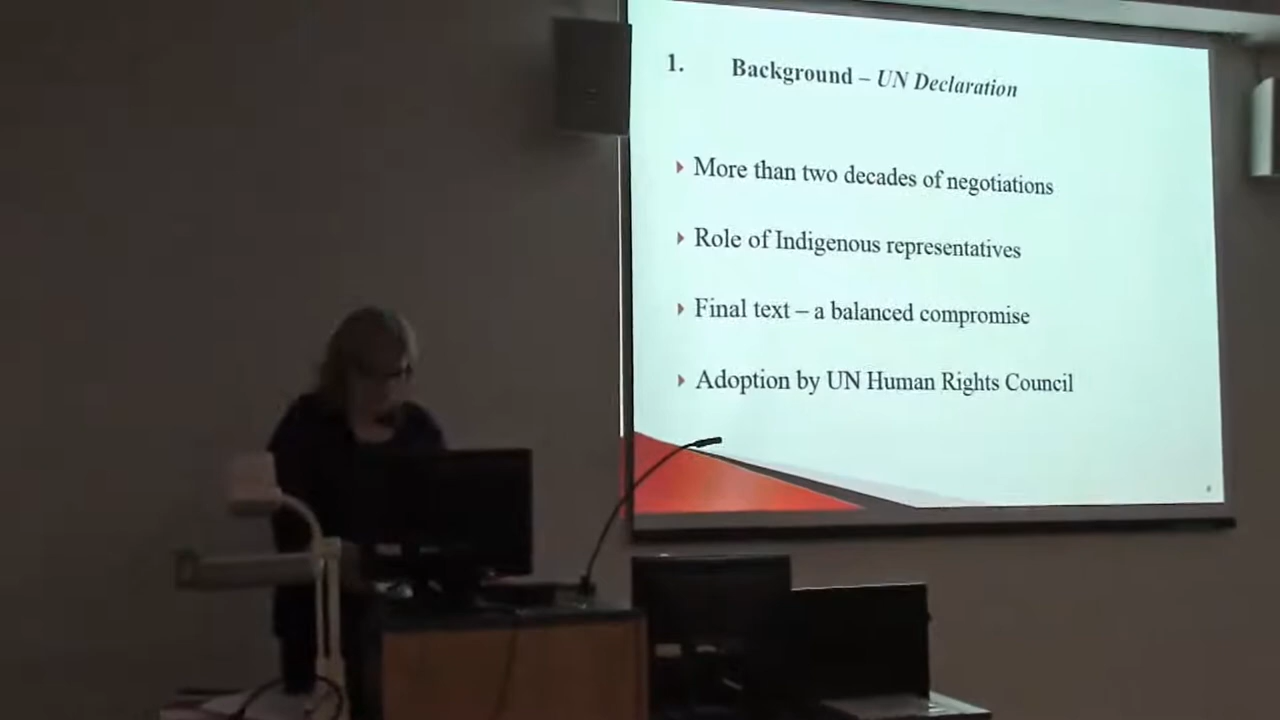 1. Background – UN Declaration
More than two decades of negotiations
Role of Indigenous representatives
Final text – a balanced compromise
Adoption by UN Human Rights Council